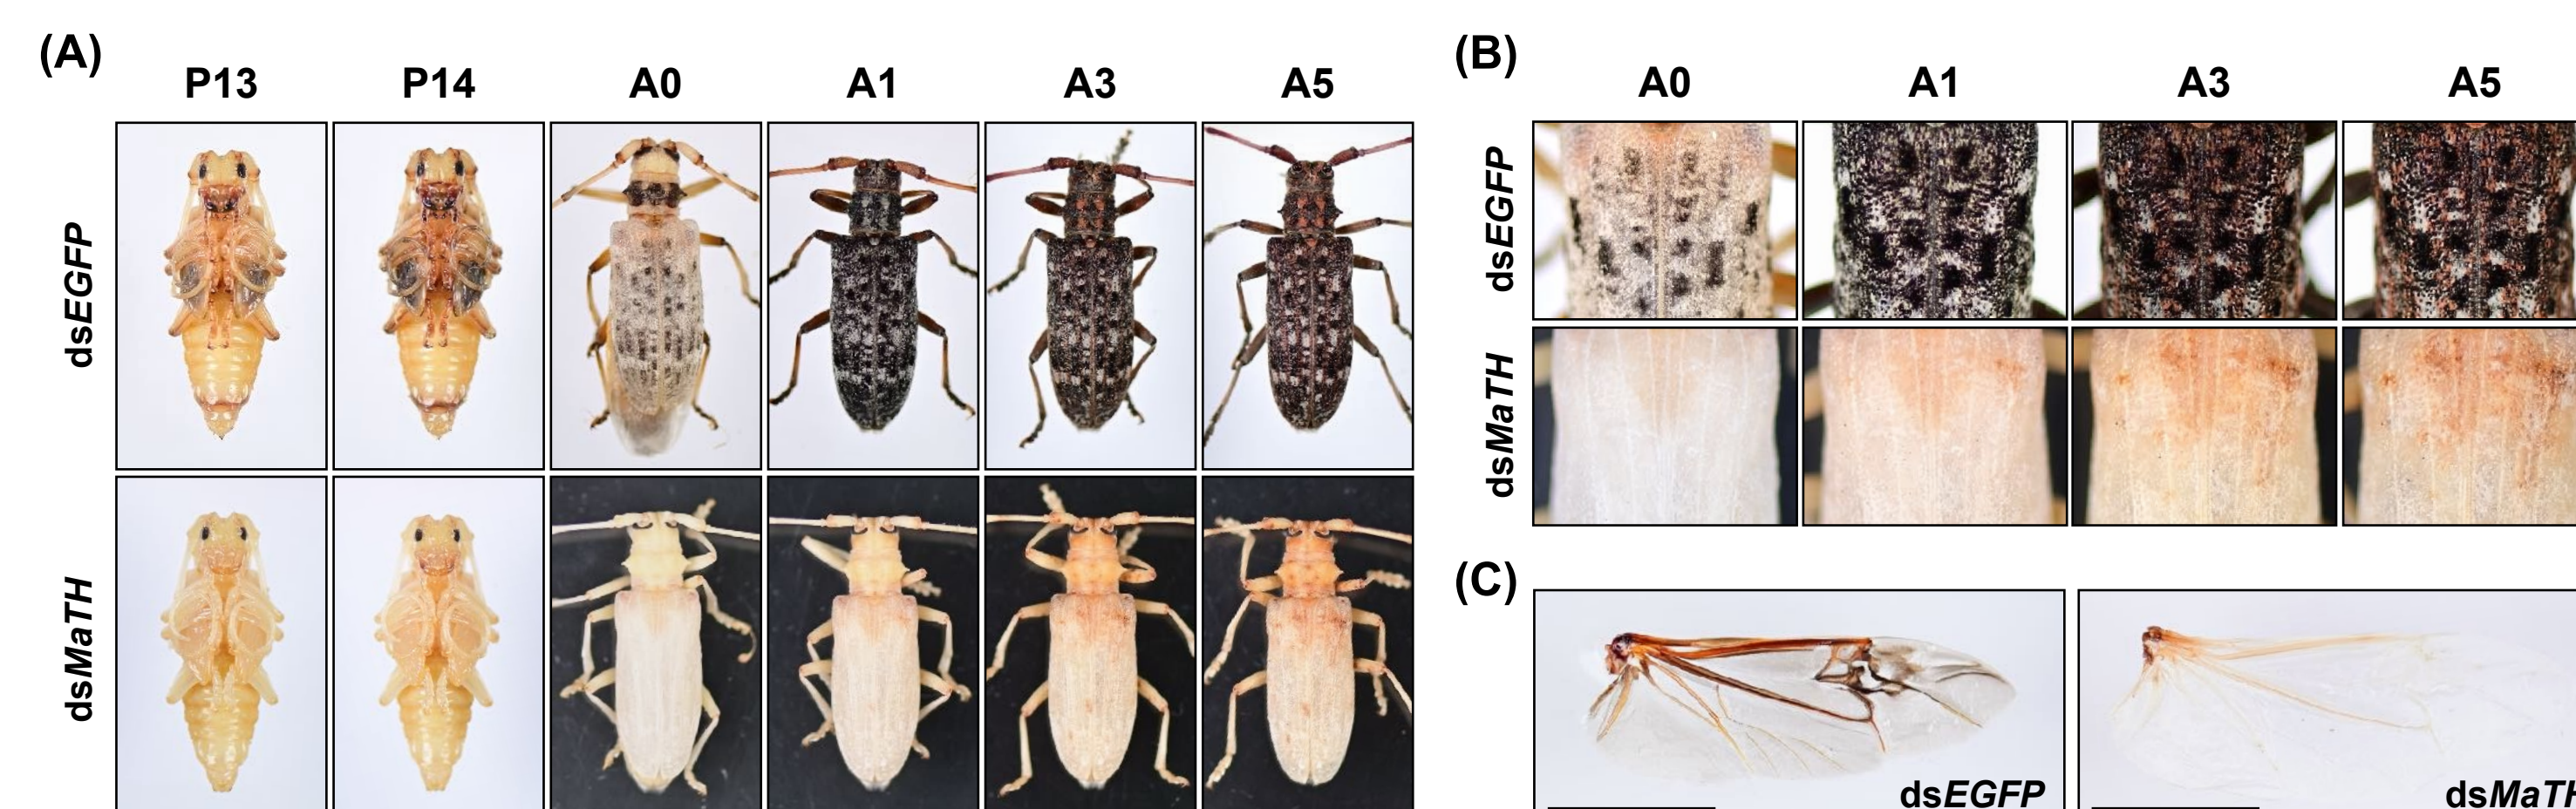 (A)
P13 P14 A0 A1 A3 A5
dsEGFP
dsMaTH
(B)
A0 A1 A3 A5
dsEGFP
dsMaTH
(C)
dsEGFP